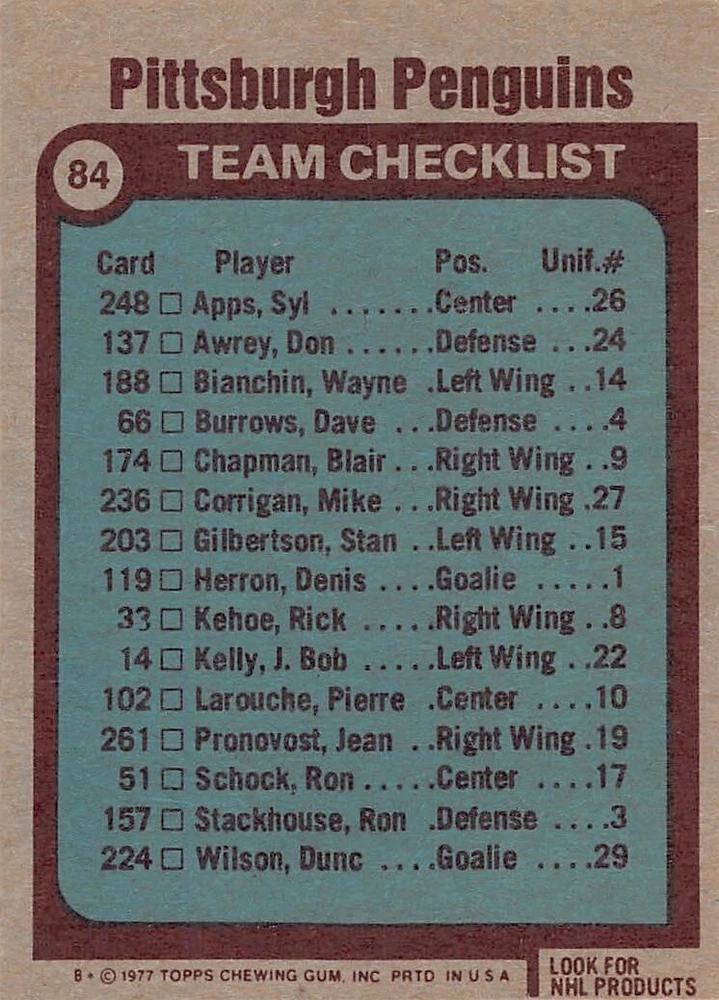 Pittsburgh Penguins
84 TEAM CHECKLIST
Card Player Pos. Unif.#
248 □ Apps, Syl .......Center ....26
137 □ Awrey, Don ......Defense ...24
188 □ Bianchin, Wayne .Left Wing ..14
66 □ Burrows, Dave ...Defense ....4
174 □ Chapman, Blair ...Right Wing ..9
236 □ Corrigan, Mike ...Right Wing .27
203 □ Gilbertson, Stan ..Left Wing ..15
119 □ Herron, Denis ....Goalie .....1
33 □ Kehoe, Rick .....Right Wing ..8
14 □ Kelly, J. Bob .....Left Wing ..22
102 □ Larouche, Pierre .Center ....10
261 □ Pronovost, Jean ..Right Wing .19
51 □ Schock, Ron .....Center ....17
157 □ Stackhouse, Ron .Defense ....3
224 □ Wilson, Dunc ....Goalie ....29
B * © 1977 TOPPS CHEWING GUM, INC PRTD IN U S A
LOOK FOR
NHL PRODUCTS